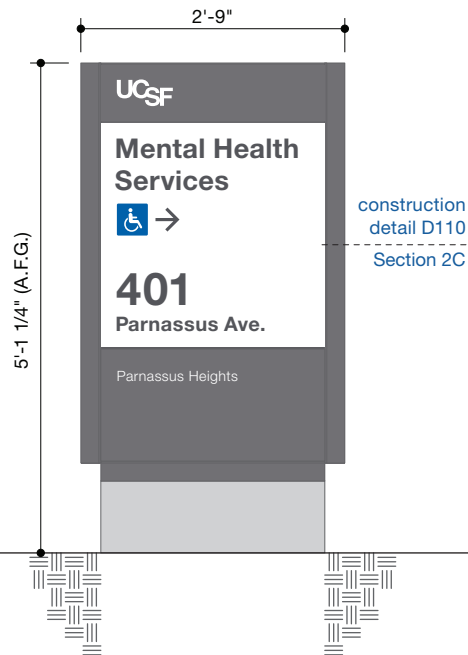 2'-9"
UCSF
Mental Health
Services
construction
detail D110
Section 2C
5'-1 1/4" (A.F.G.)
401
Parnassus Ave.
Parnassus Heights